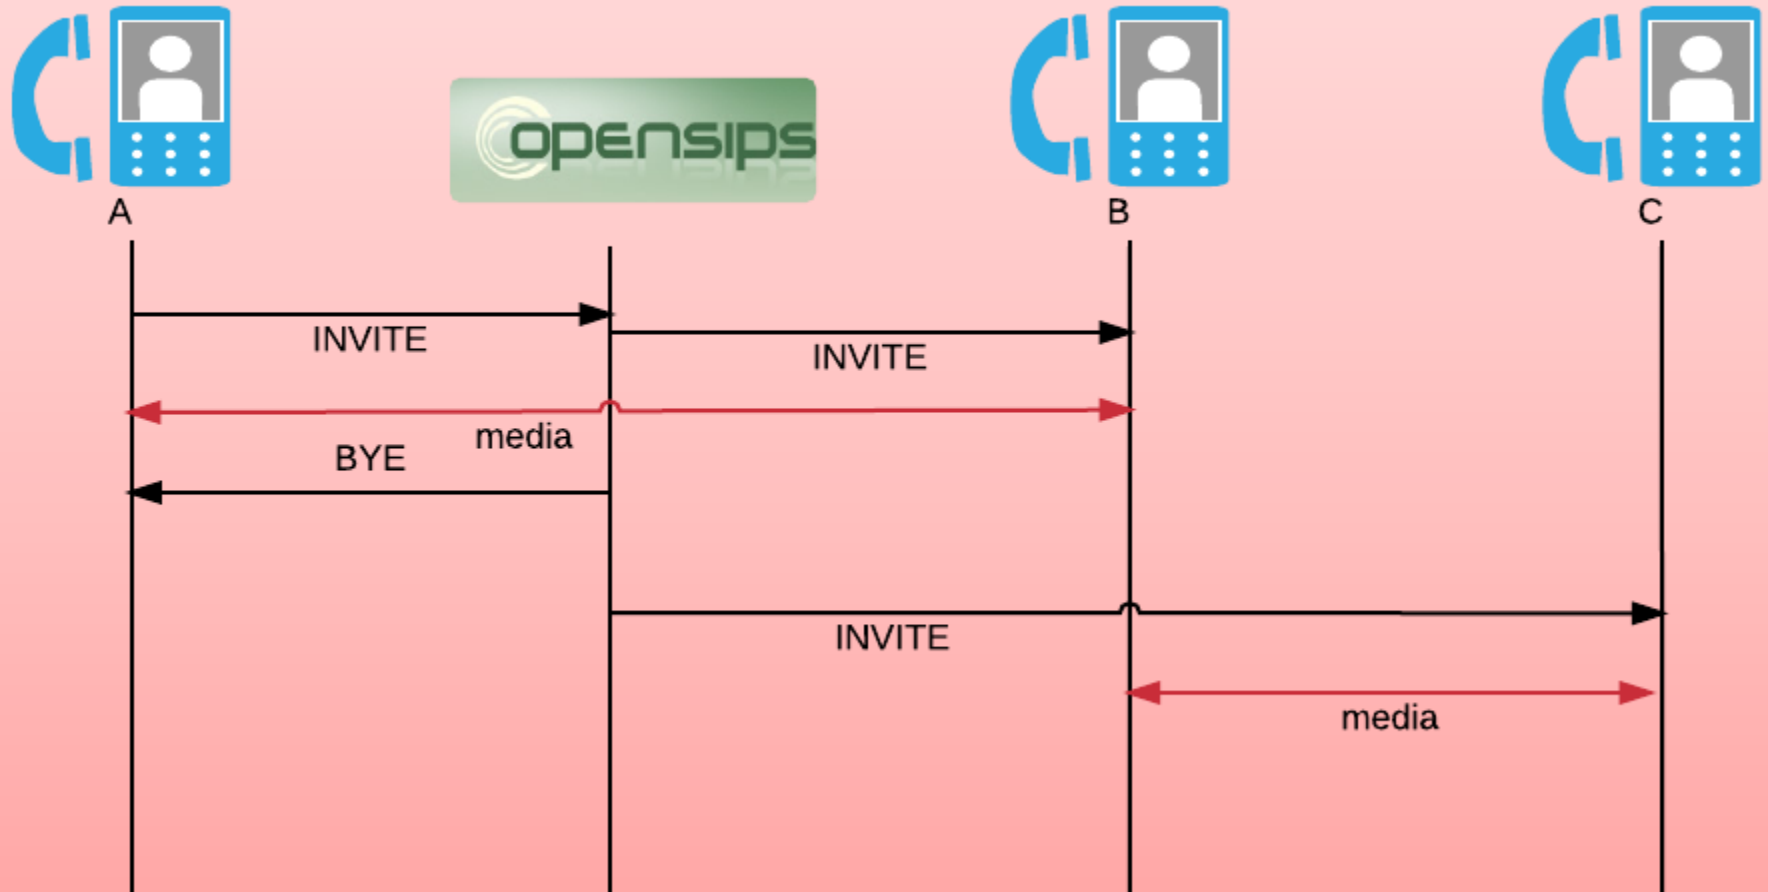 opensips
A
B
C
INVITE
INVITE
media
BYE
INVITE
media